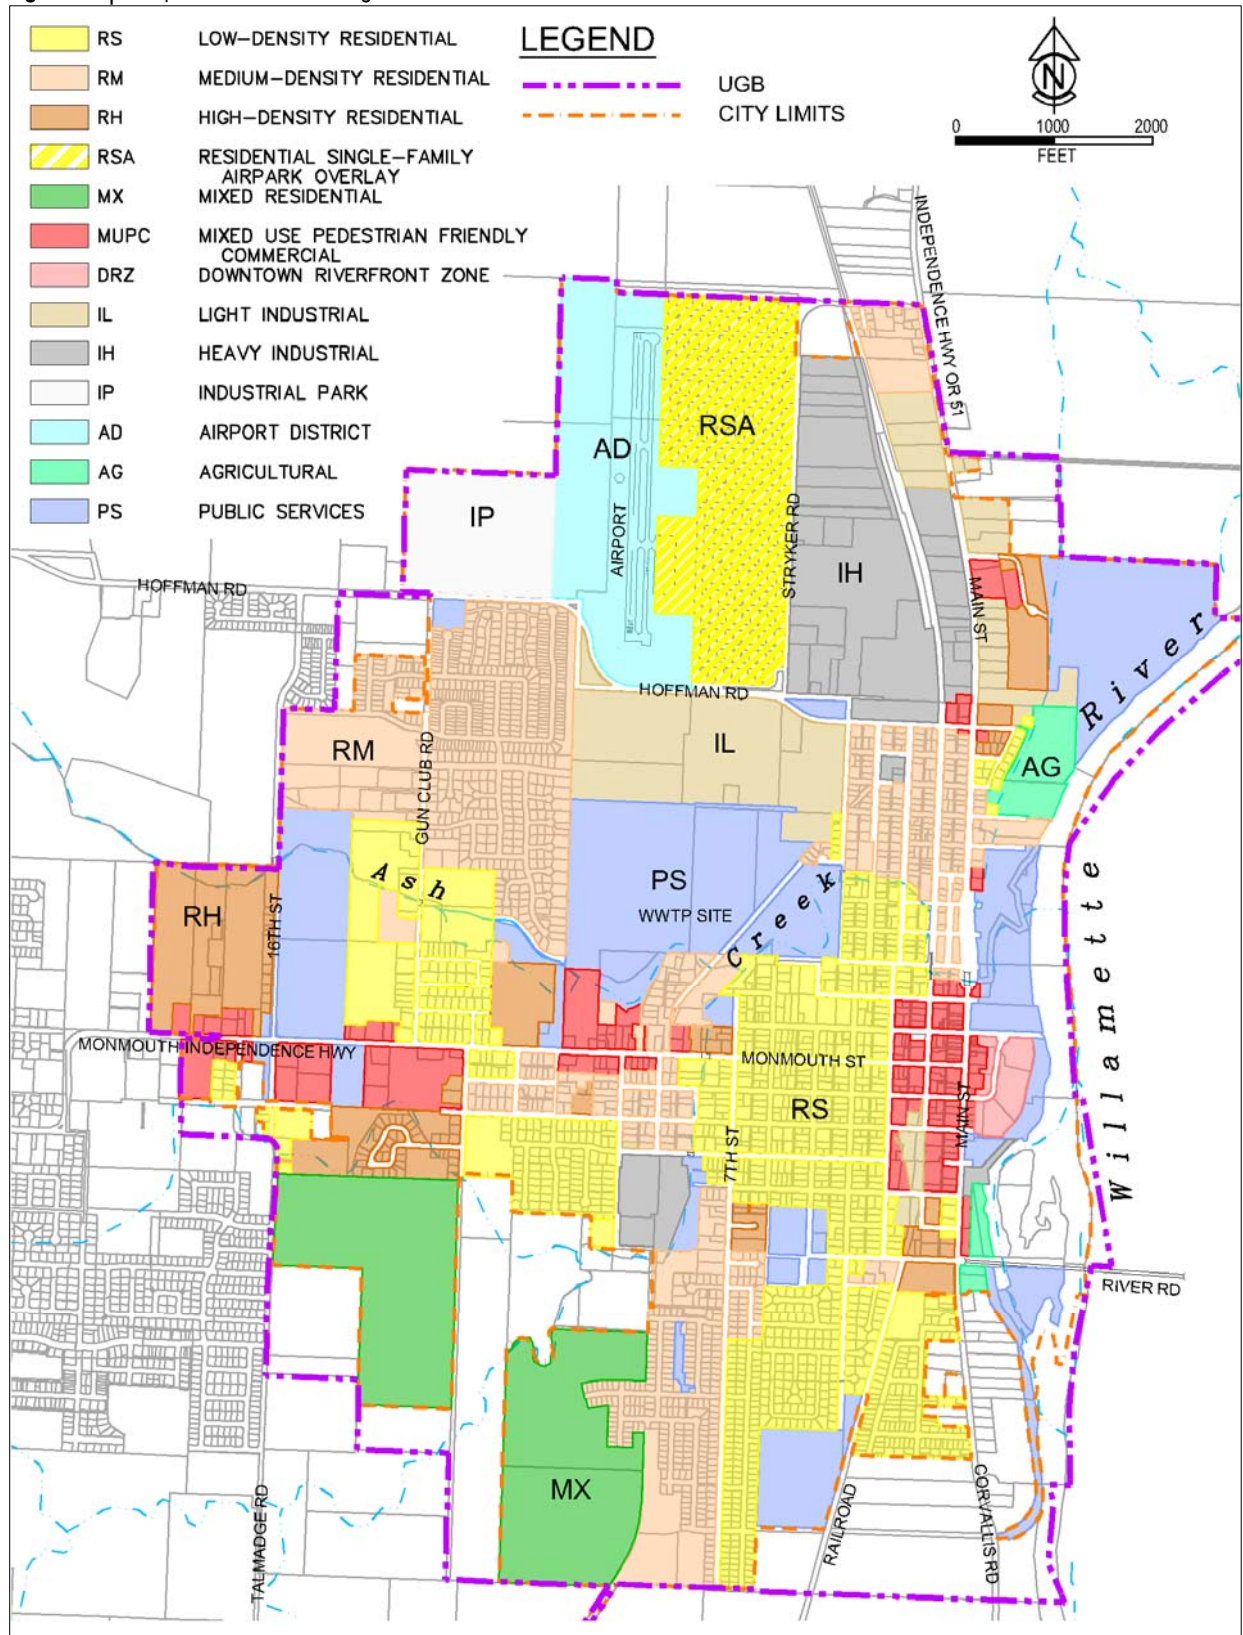 RS LOW-DENSITY RESIDENTIAL
RM MEDIUM-DENSITY RESIDENTIAL
RH HIGH-DENSITY RESIDENTIAL
RSA RESIDENTIAL SINGLE-FAMILY
AIRPARK OVERLAY
MX MIXED RESIDENTIAL
MUPC MIXED USE PEDESTRIAN FRIENDLY
COMMERCIAL
DRZ DOWNTOWN RIVERFRONT ZONE
IL LIGHT INDUSTRIAL
IH HEAVY INDUSTRIAL
IP INDUSTRIAL PARK
AD AIRPORT DISTRICT
AG AGRICULTURAL
PS PUBLIC SERVICES
LEGEND
UGB
CITY LIMITS
N
0 1000 2000
FEET
INDEPENDENCE HWY OR 51
RSA
AD
IP
AIRPORT
STRYKER RD
IH
HOFFMAN RD
MAIN ST
River
HOFFMAN RD
RM
GUN CLUB RD
IL
AG
Ash
PS
WWTP SITE
Creek
RH
16TH ST
Willamette
MONMOUTH INDEPENDENCE HWY
MONMOUTH ST
RS
MAIN ST
7TH ST
RIVER RD
MX
TALMADGE RD
RAILROAD
CORVALLIS RD